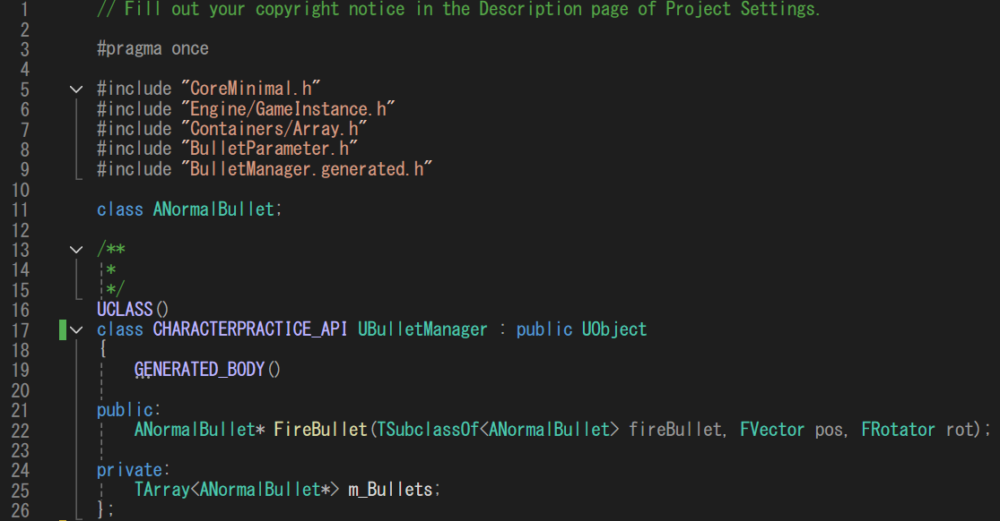 1 // Fill out your copyright notice in the Description page of Project Settings.
2
3 #pragma once
4
5 #include "CoreMinimal.h"
6 #include "Engine/GameInstance.h"
7 #include "Containers/Array.h"
8 #include "BulletParameter.h"
9 #include "BulletManager.generated.h"
10
11 class ANormalBullet;
12
13 /**
14 *
15 */
16 UCLASS()
17 class CHARACTERPRACTICE_API UBulletManager : public UObject
18 {
19 GENERATED_BODY()
20
21 public:
22 ANormalBullet* FireBullet(TSubclassOf<ANormalBullet> fireBullet, FVector pos, FRotator rot);
23
24 private:
25 TArray<ANormalBullet*> m_Bullets;
26 };